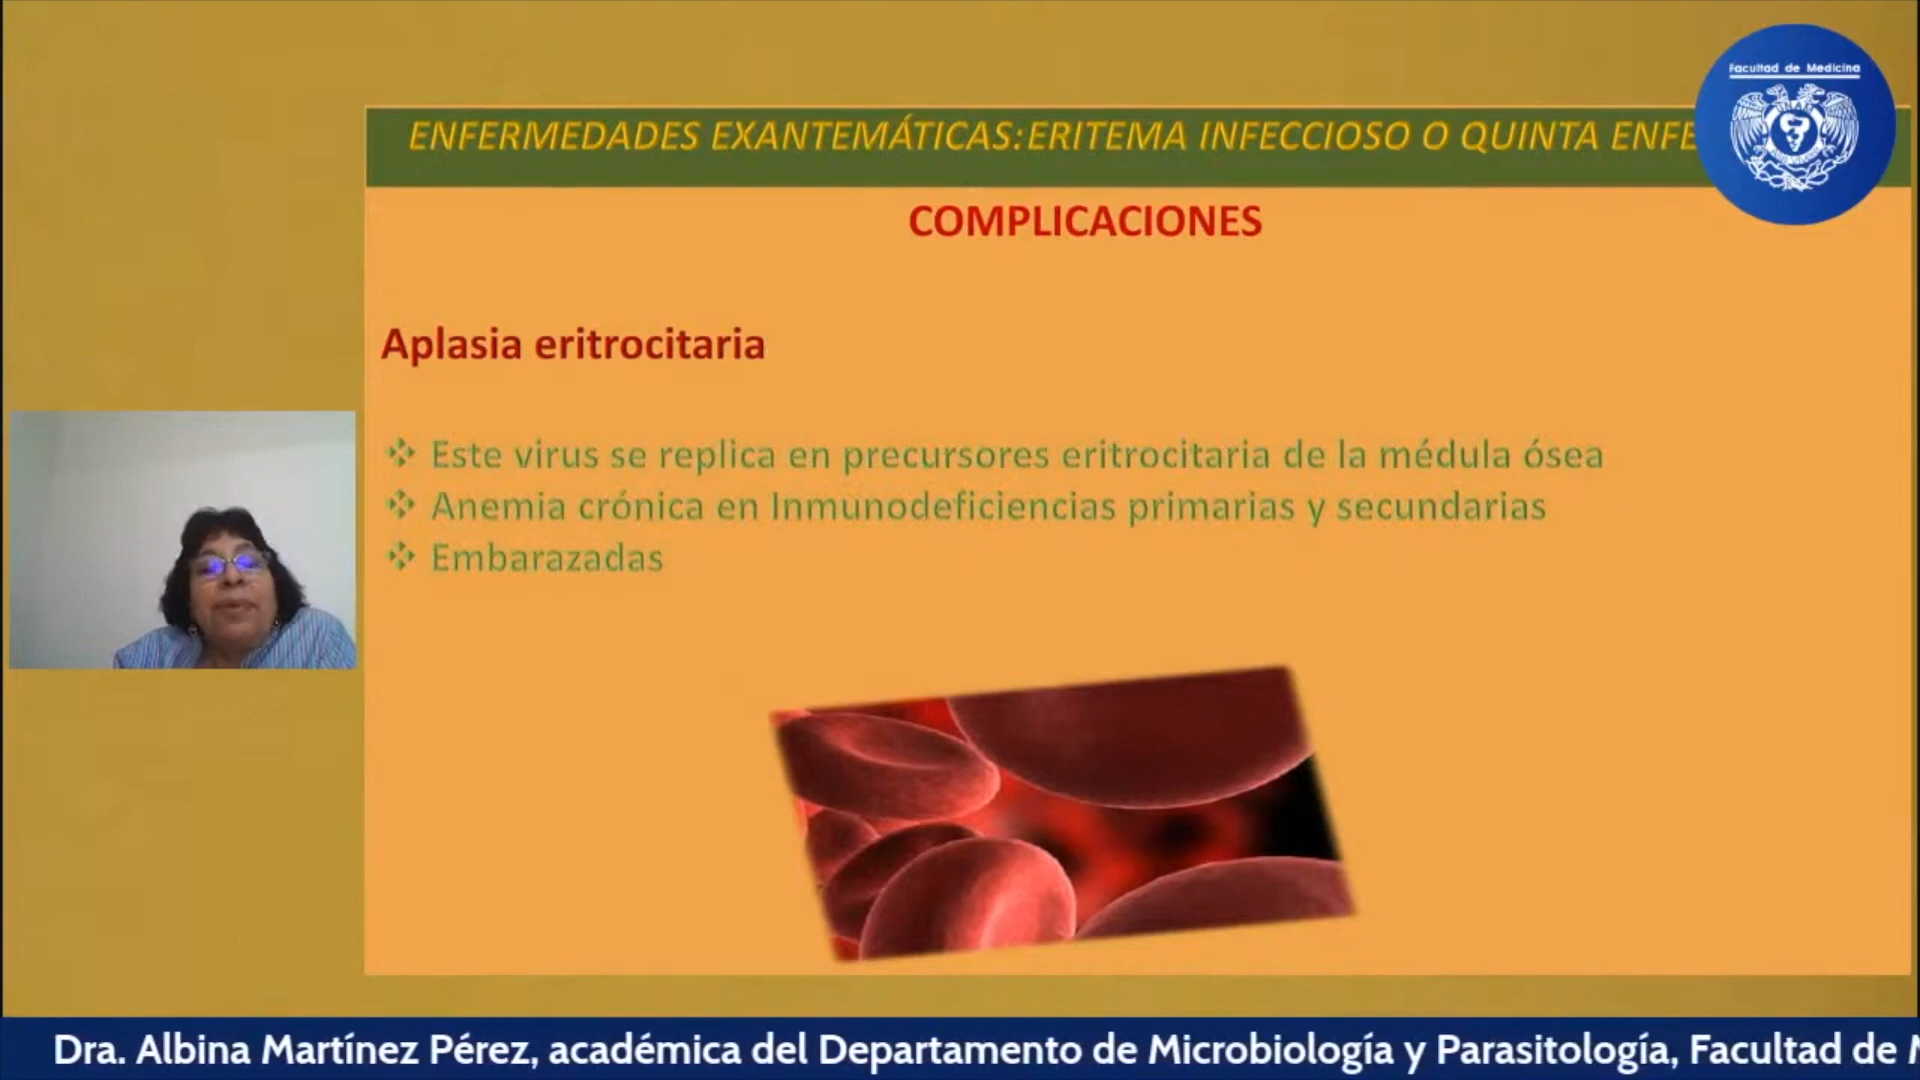 Facultad de Medicina
ENFERMEDADES EXANTEMÁTICAS:ERITEMA INFECCIOSO O QUINTA ENFE
COMPLICACIONES
Aplasia eritrocitaria
Este virus se replica en precursores eritrocitaria de la médula ósea
Anemia crónica en Inmunodeficiencias primarias y secundarias
Embarazadas
Dra. Albina Martínez Pérez, académica del Departamento de Microbiología y Parasitología, Facultad de M